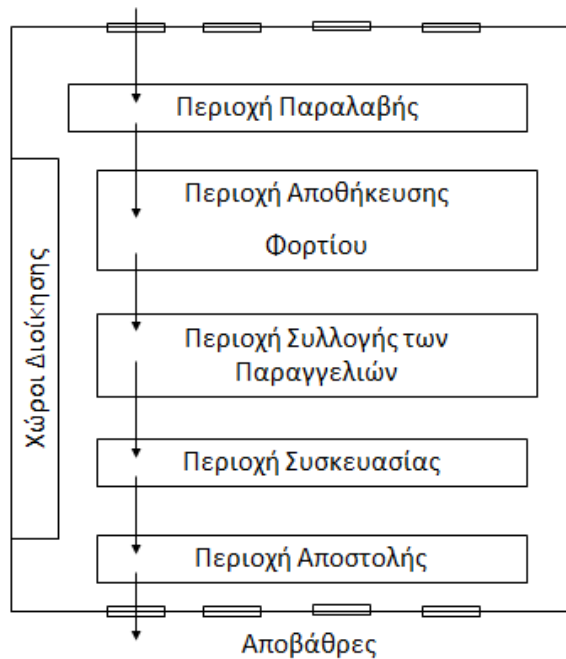 Περιοχή Παραλαβής
Περιοχή Αποθήκευσης
Φορτίου
Χώροι Διοίκησης
Περιοχή Συλλογής των
Παραγγελιών
Περιοχή Συσκευασίας
Περιοχή Αποστολής
Αποβάθρες